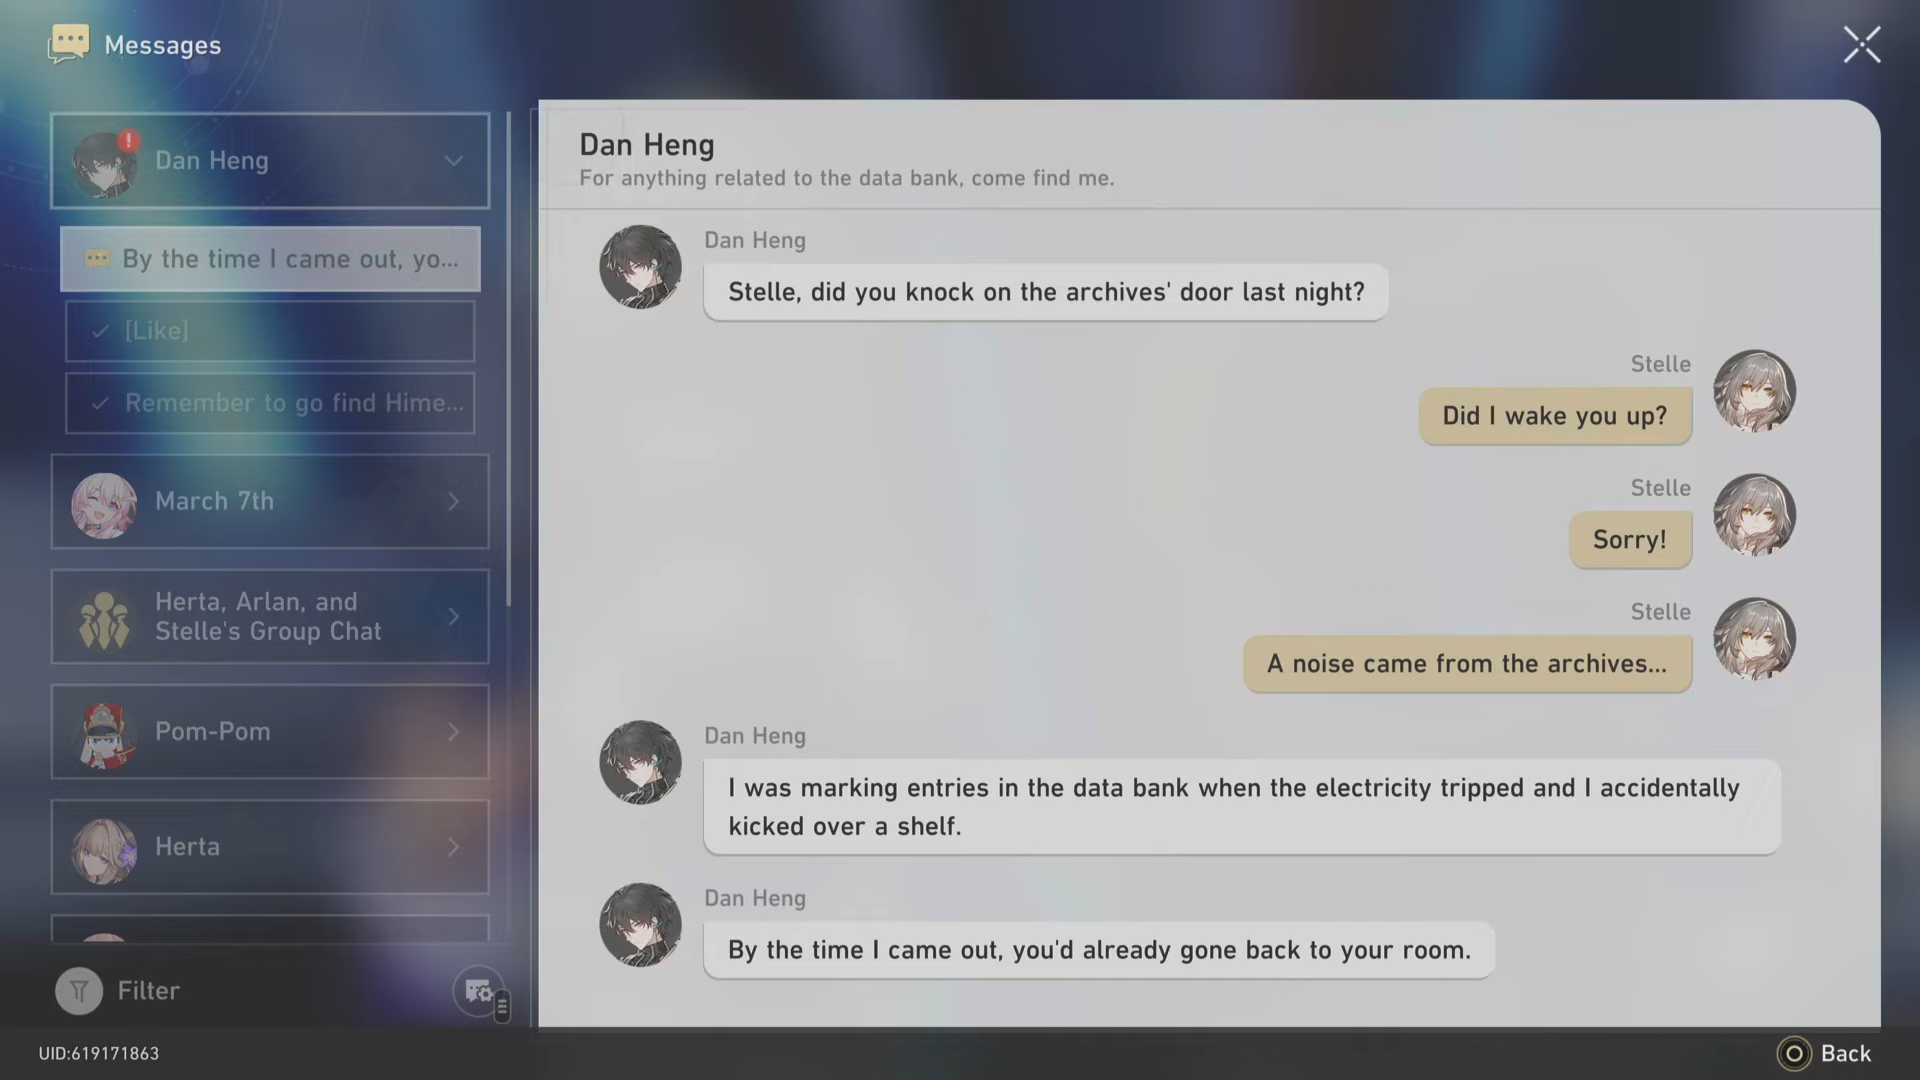 Messages
Dan Heng
By the time I came out, yo...
[Like]
Remember to go find Hime...
March 7th
Herta, Arlan, and
Stelle's Group Chat
Pom-Pom
Herta
Filter
Dan Heng
For anything related to the data bank, come find me.
Dan Heng
Stelle, did you knock on the archives' door last night?
Stelle
Did I wake you up?
Stelle
Sorry!
Stelle
A noise came from the archives...
Dan Heng
I was marking entries in the data bank when the electricity tripped and I accidentally
kicked over a shelf.
Dan Heng
By the time I came out, you'd already gone back to your room.
UID:619171863
Back